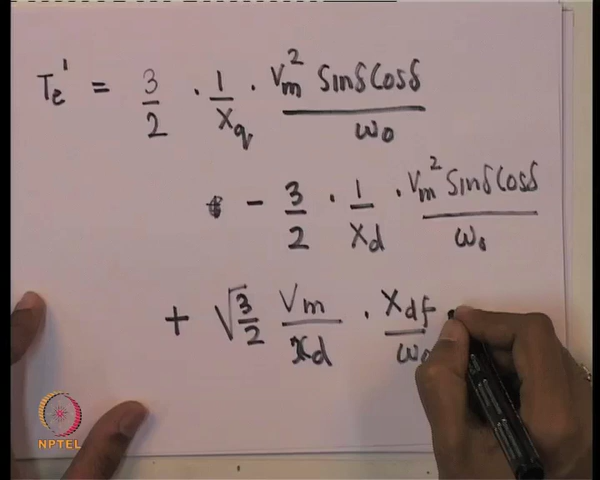 Te' = 3/2 · 1/Xq · Vm² Sinδ Cosδ / ω₀
- 3/2 · 1/Xd · Vm² Sinδ Cosδ / ω₀
+ √3/2 Vm/xd · Xdf/ω₀
NPTEL